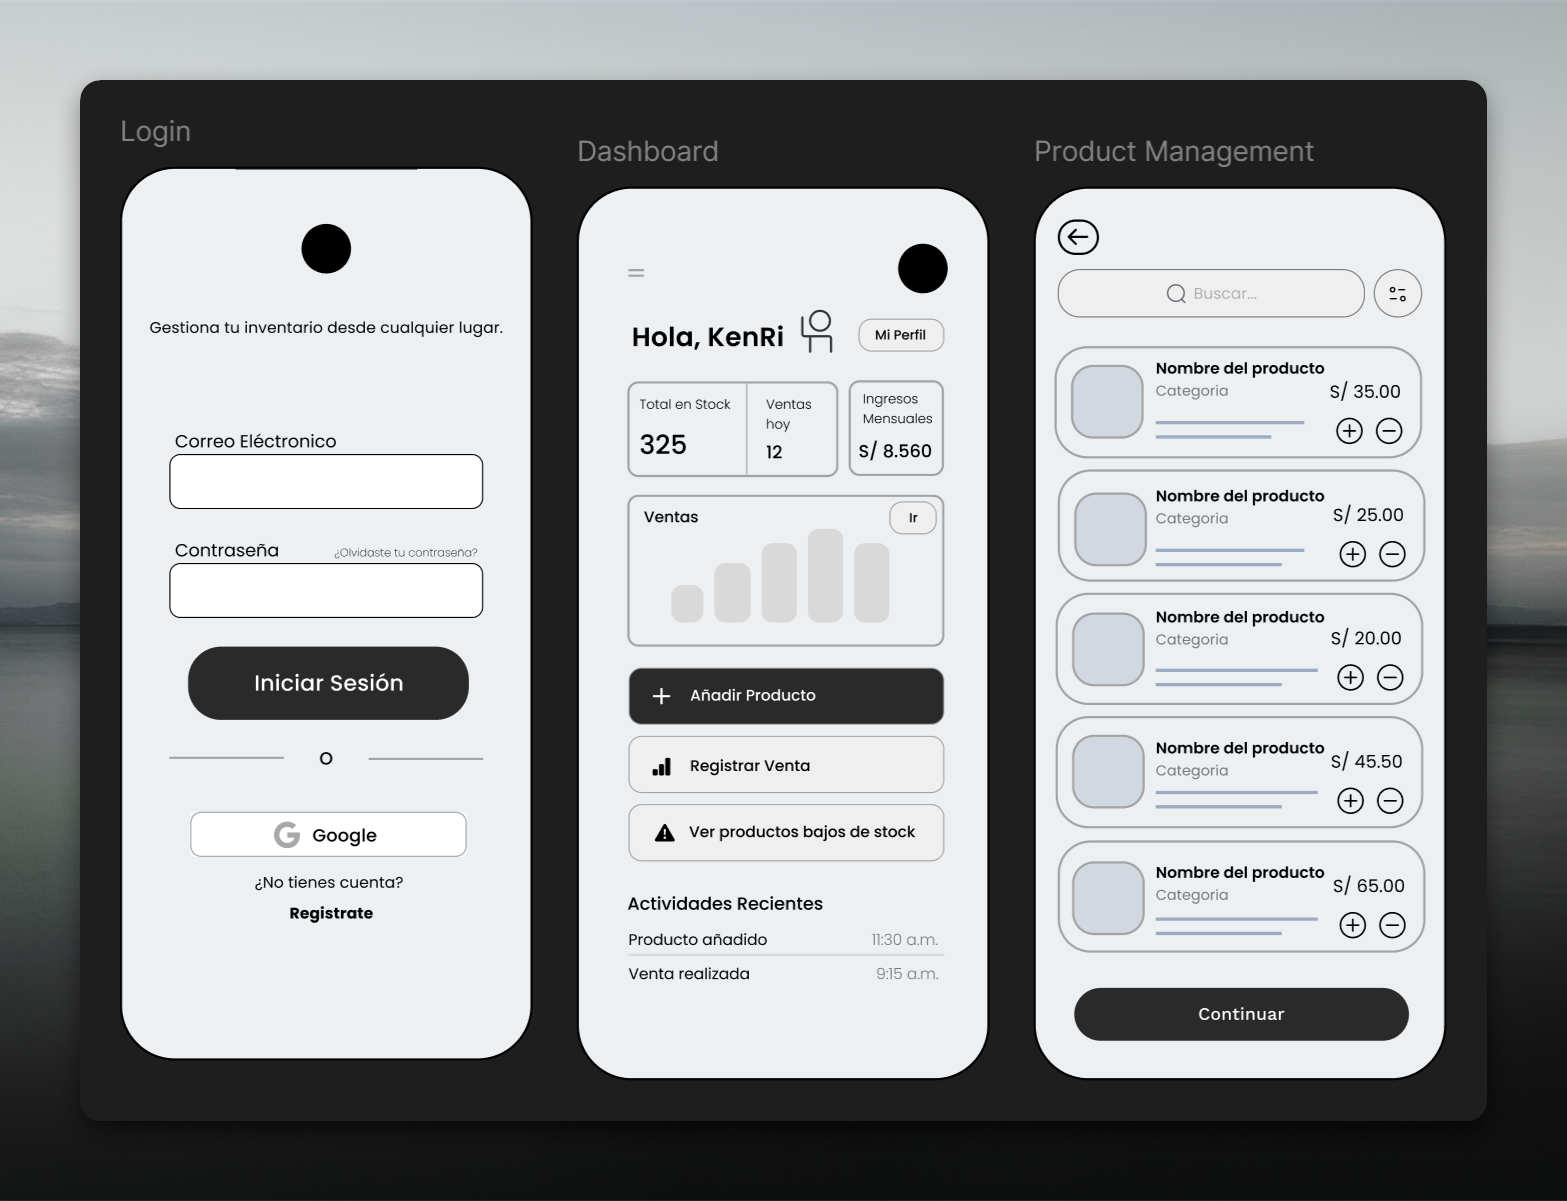 Login
Gestiona tu inventario desde cualquier lugar.
Correo Eléctronico
Contraseña
¿Olvidaste tu contraseña?
Iniciar Sesión
O
Google
¿No tienes cuenta?
Registrate
Dashboard
Hola, KenRi
Mi Perfil
Total en Stock
325
Ventas
hoy
12
Ingresos
Mensuales
S/ 8.560
Ventas
Ir
Añadir Producto
Registrar Venta
Ver productos bajos de stock
Actividades Recientes
Producto añadido 11:30 a.m.
Venta realizada 9:15 a.m.
Product Management
Buscar...
Nombre del producto
Categoria
S/ 35.00
Nombre del producto
Categoria
S/ 25.00
Nombre del producto
Categoria
S/ 20.00
Nombre del producto
Categoria
S/ 45.50
Nombre del producto
Categoria
S/ 65.00
Continuar